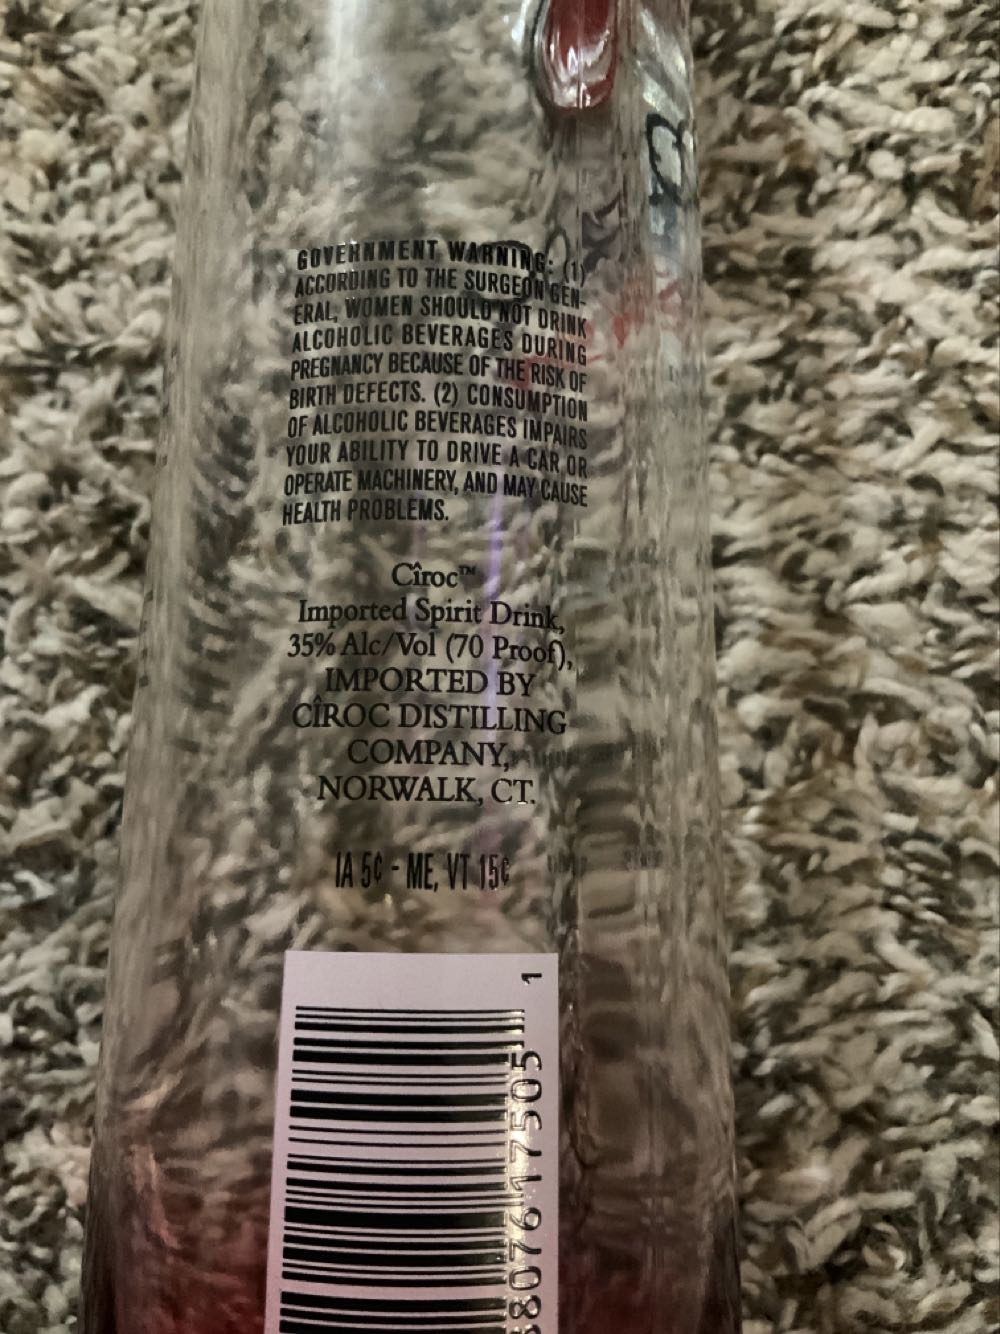 GOVERNMENT WARNING: (1)
ACCORDING TO THE SURGEON GEN-
ERAL, WOMEN SHOULD NOT DRINK
ALCOHOLIC BEVERAGES DURING
PREGNANCY BECAUSE OF THE RISK OF
BIRTH DEFECTS. (2) CONSUMPTION
OF ALCOHOLIC BEVERAGES IMPAIRS
YOUR ABILITY TO DRIVE A CAR OR
OPERATE MACHINERY, AND MAY CAUSE
HEALTH PROBLEMS.
Cîroc™
Imported Spirit Drink,
35% Alc/Vol (70 Proof),
IMPORTED BY
CÎROC DISTILLING
COMPANY,
NORWALK, CT.
IA 5¢ - ME, VT 15¢
88076 17505 1